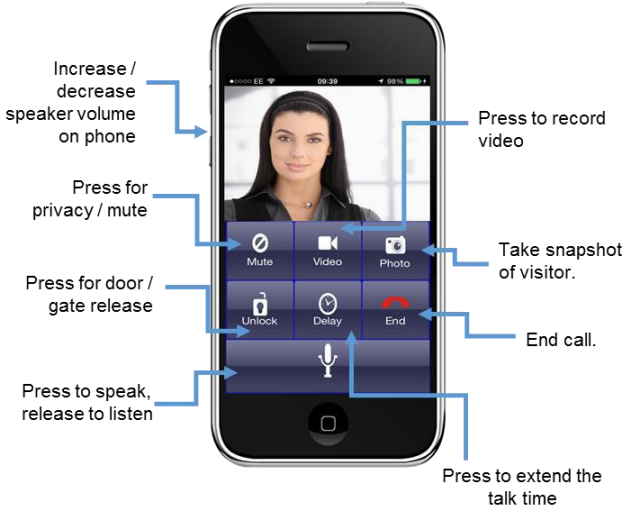 ●○○○○ EE 09:39 98%
Increase /
decrease
speaker volume
on phone
Press to record
video
Press for
privacy / mute
Mute Video Photo
Take snapshot
of visitor.
Press for door /
gate release
Unlock Delay End
End call.
Press to speak,
release to listen
Press to extend the
talk time